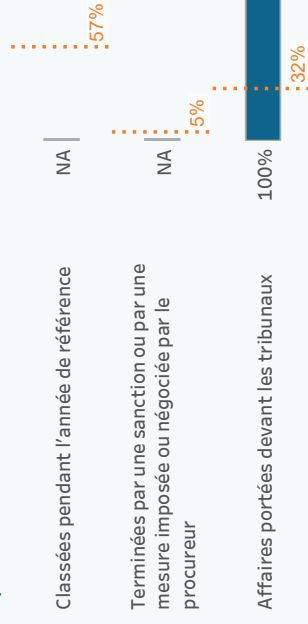 57%
NA
Classées pendant l'année de référence
5%
NA
Terminées par une sanction ou par une
mesure imposée ou négociée par le
procureur
32%
100%
Affaires portées devant les tribunaux